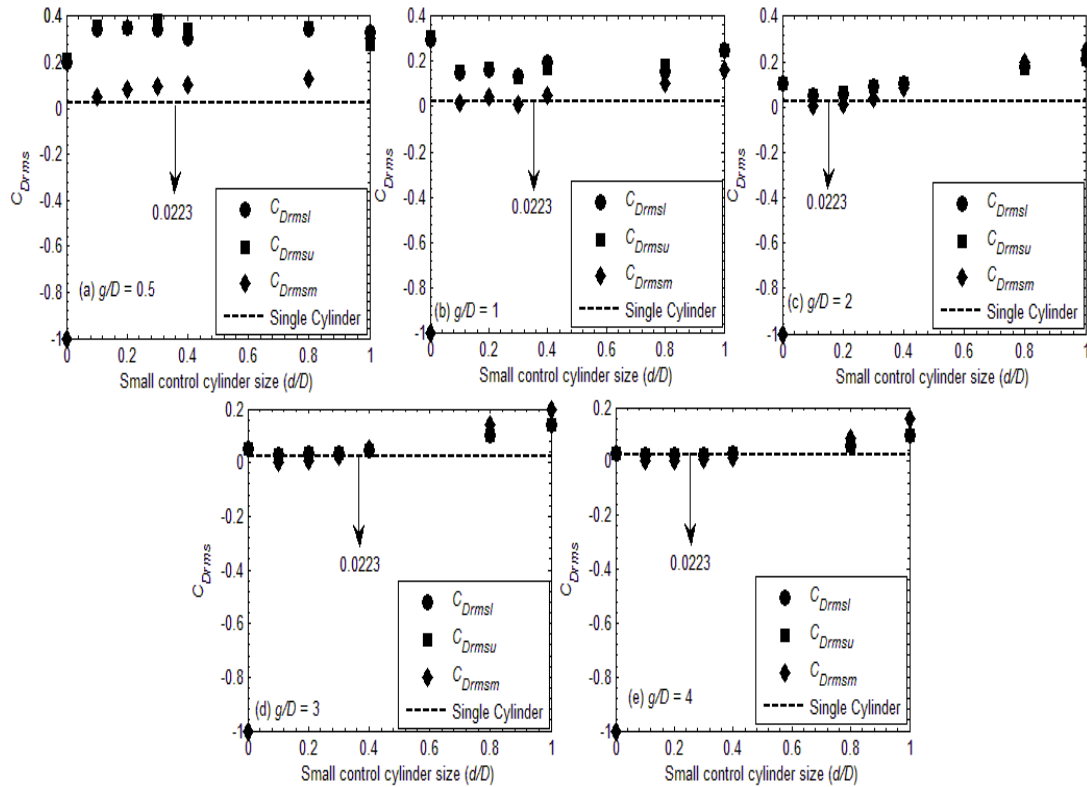 0.4
0.2
0
-0.2
-0.4
-0.6
-0.8
-1
C_Drms
0.0223
C_Drmsl
C_Drmsu
C_Drmsm
Single Cylinder
(a) g/D = 0.5
0 0.2 0.4 0.6 0.8 1
Small control cylinder size (d/D)
0.4
0.2
0
-0.2
-0.4
-0.6
-0.8
-1
C_Drms
0.0223
C_Drmsl
C_Drmsu
C_Drmsm
Single Cylinder
(b) g/D = 1
0 0.2 0.4 0.6 0.8 1
Small control cylinder size (d/D)
0.4
0.2
0
-0.2
-0.4
-0.6
-0.8
-1
C_Drms
0.0223
C_Drmsl
C_Drmsu
C_Drmsm
Single Cylinder
(c) g/D = 2
0 0.2 0.4 0.6 0.8 1
Small control cylinder size (d/D)
0.2
0
-0.2
-0.4
-0.6
-0.8
-1
C_Drms
0.0223
C_Drmsl
C_Drmsu
C_Drmsm
Single Cylinder
(d) g/D = 3
0 0.2 0.4 0.6 0.8 1
Small control cylinder size (d/D)
0.2
0
-0.2
-0.4
-0.6
-0.8
-1
C_Drms
0.0223
C_Drmsl
C_Drmsu
C_Drmsm
Single Cylinder
(e) g/D = 4
0 0.2 0.4 0.6 0.8 1
Small control cylinder size (d/D)